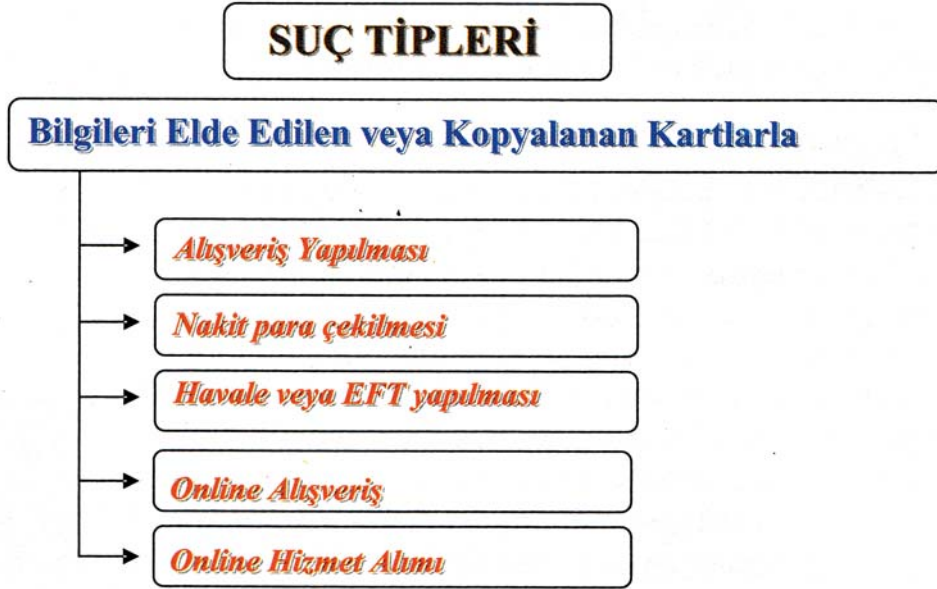 SUÇ TİPLERİ
Bilgileri Elde Edilen veya Kopyalanan Kartlarla
Alışveriş Yapılması
Nakit para çekilmesi
Havale veya EFT yapılması
Online Alışveriş
Online Hizmet Alımı